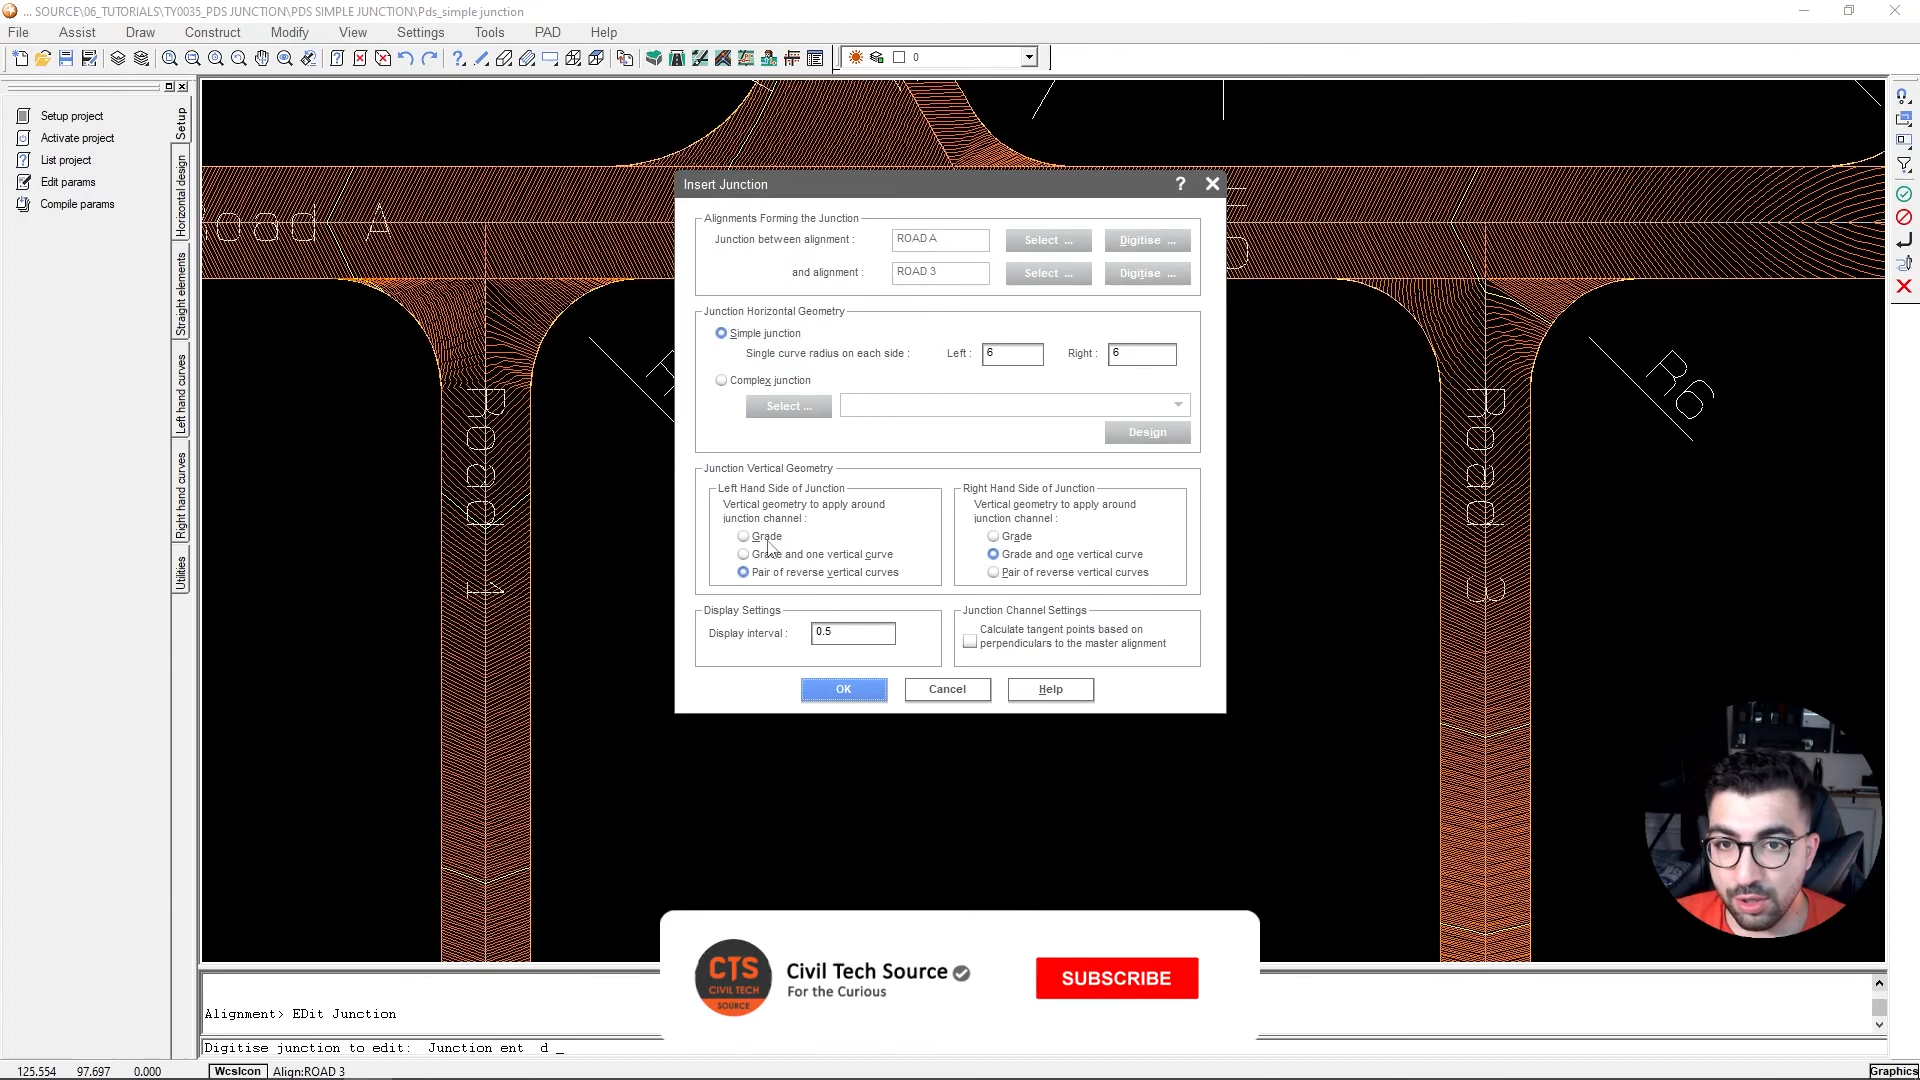 ... SOURCE\06_TUTORIALS\TY0035_PDS JUNCTION\PDS SIMPLE JUNCTION\Pds_simple junction
File Assist Draw Construct Modify View Settings Tools PAD Help
0
Setup project
Activate project
List project
Edit params
Compile params
Setup
Horizontal design
Straight elements
Left hand curves
Right hand curves
Utilities
Road A
Road 1
Road 3
R6
Insert Junction
Alignments Forming the Junction
Junction between alignment : ROAD A Select ... Digitise ...
and alignment : ROAD 3 Select ... Digitise ...
Junction Horizontal Geometry
Simple junction
Single curve radius on each side : Left : 6 Right : 6
Complex junction
Select ...
Design
Junction Vertical Geometry
Left Hand Side of Junction
Vertical geometry to apply around
junction channel :
Grade
Grade and one vertical curve
Pair of reverse vertical curves
Right Hand Side of Junction
Vertical geometry to apply around
junction channel :
Grade
Grade and one vertical curve
Pair of reverse vertical curves
Display Settings
Display interval : 0.5
Junction Channel Settings
Calculate tangent points based on
perpendiculars to the master alignment
OK Cancel Help
CTS
CIVIL TECH
SOURCE
Civil Tech Source
For the Curious
SUBSCRIBE
Alignment> EDit Junction
Digitise junction to edit: Junction ent d _
125.554 97.697 0.000 WcsIcon Align:ROAD 3 Graphics